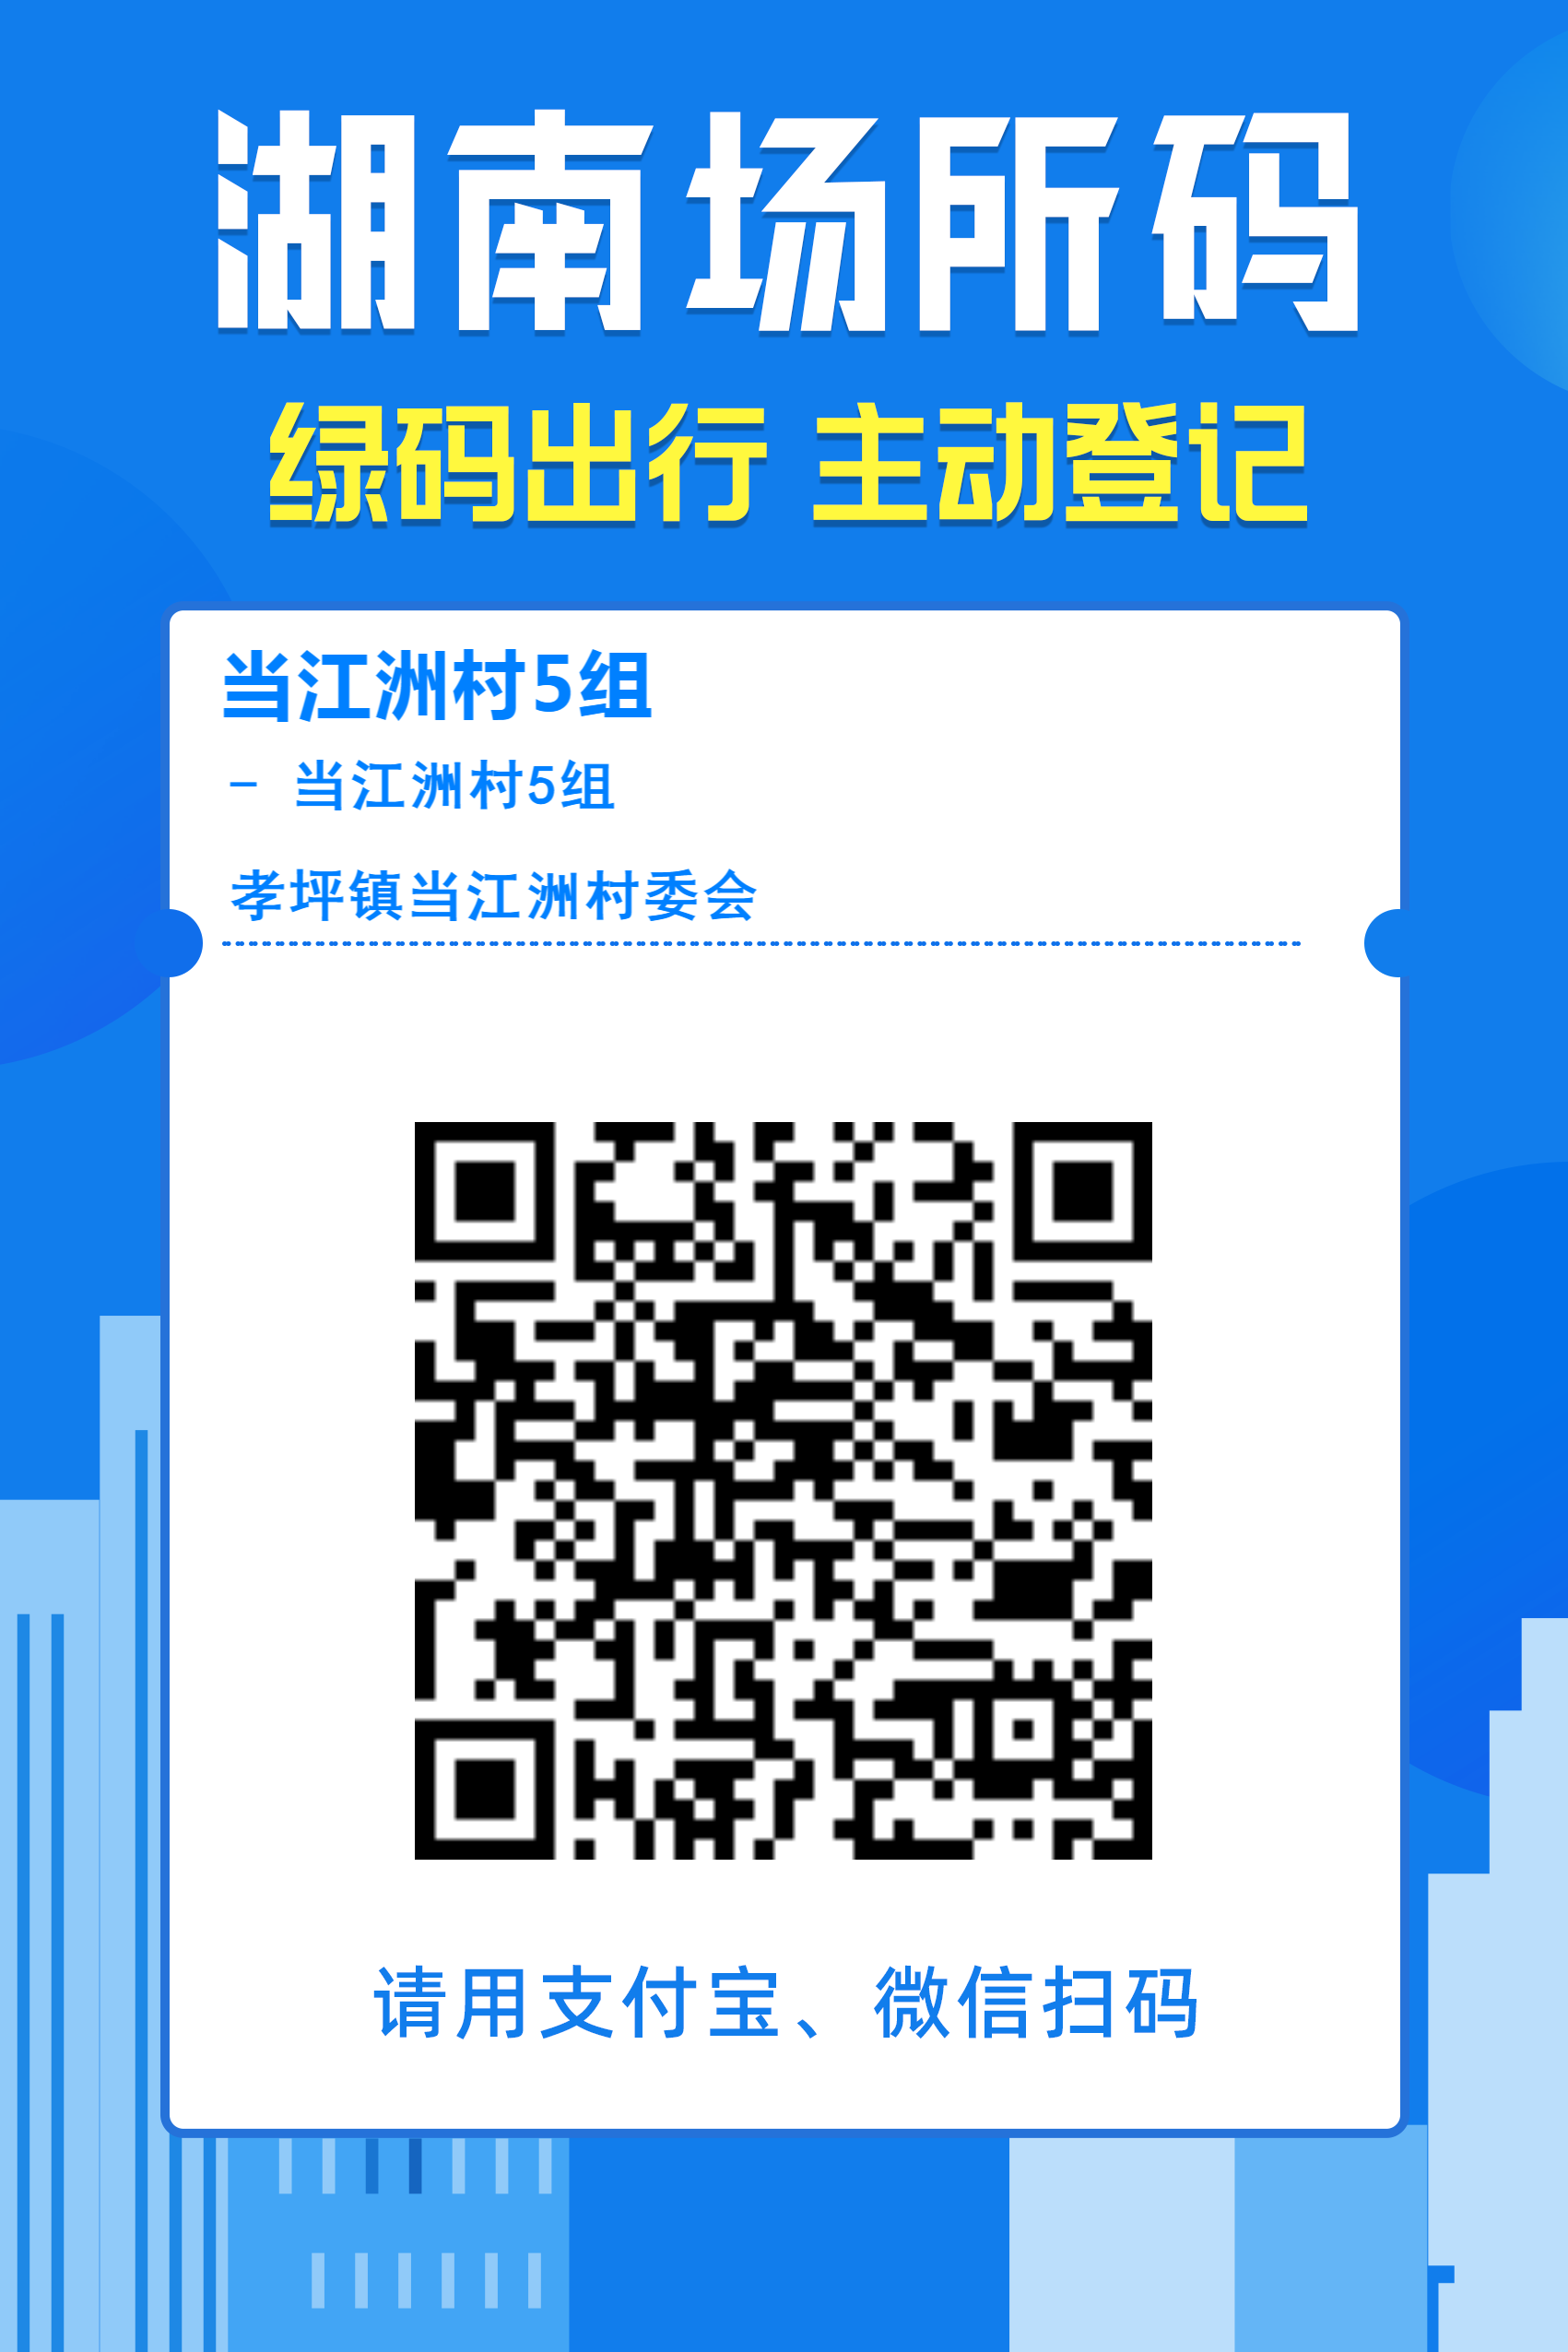 湖南场所码
绿码出行 主动登记
当江洲村5组
– 当江洲村5组
孝坪镇当江洲村委会
请用支付宝、微信扫码